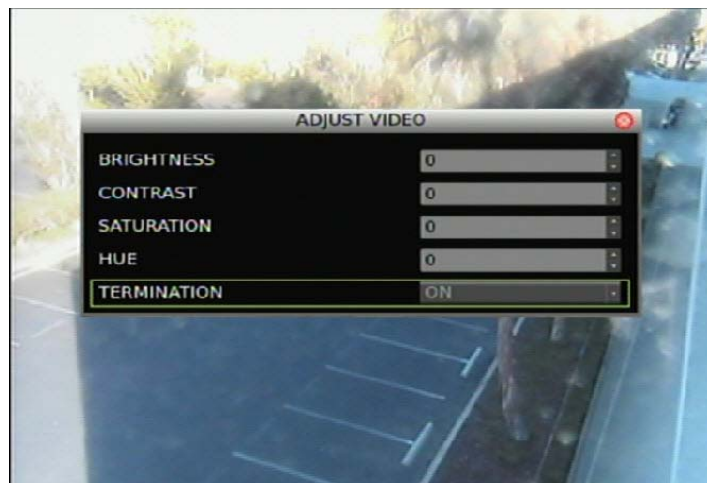 ADJUST VIDEO
BRIGHTNESS 0
CONTRAST 0
SATURATION 0
HUE 0
TERMINATION ON